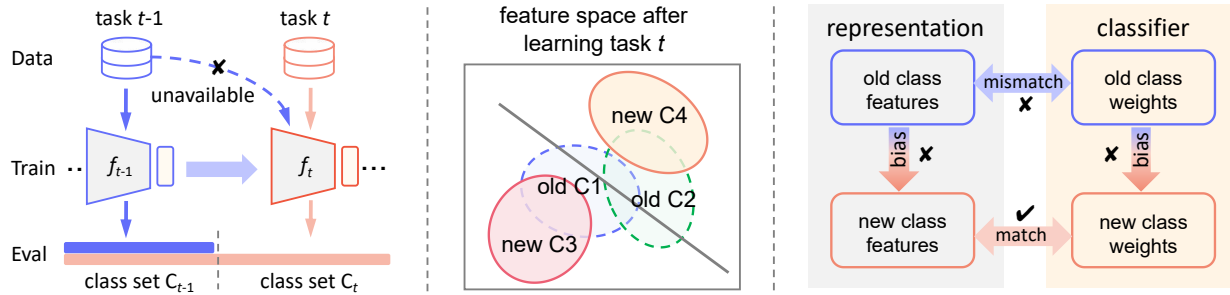 task t-1
task t
Data
✘
unavailable
Train
·· f_{t-1}
f_t ···
Eval
class set C_{t-1}
class set C_t
feature space after
learning task t
new C4
old C1
old C2
new C3
representation
classifier
old class
features
mismatch
✘
old class
weights
bias
✘
✘
bias
new class
features
✔
match
new class
weights